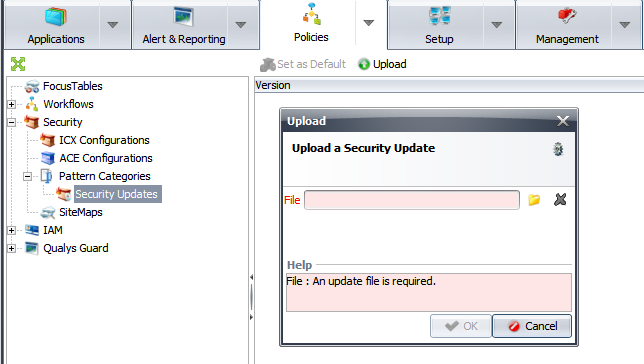 Applications
Alert & Reporting
Policies
Setup
Management
Set as Default
Upload
FocusTables
Workflows
Security
ICX Configurations
ACE Configurations
Pattern Categories
Security Updates
SiteMaps
IAM
Qualys Guard
Version
Upload
Upload a Security Update
File
Help
File : An update file is required.
OK
Cancel